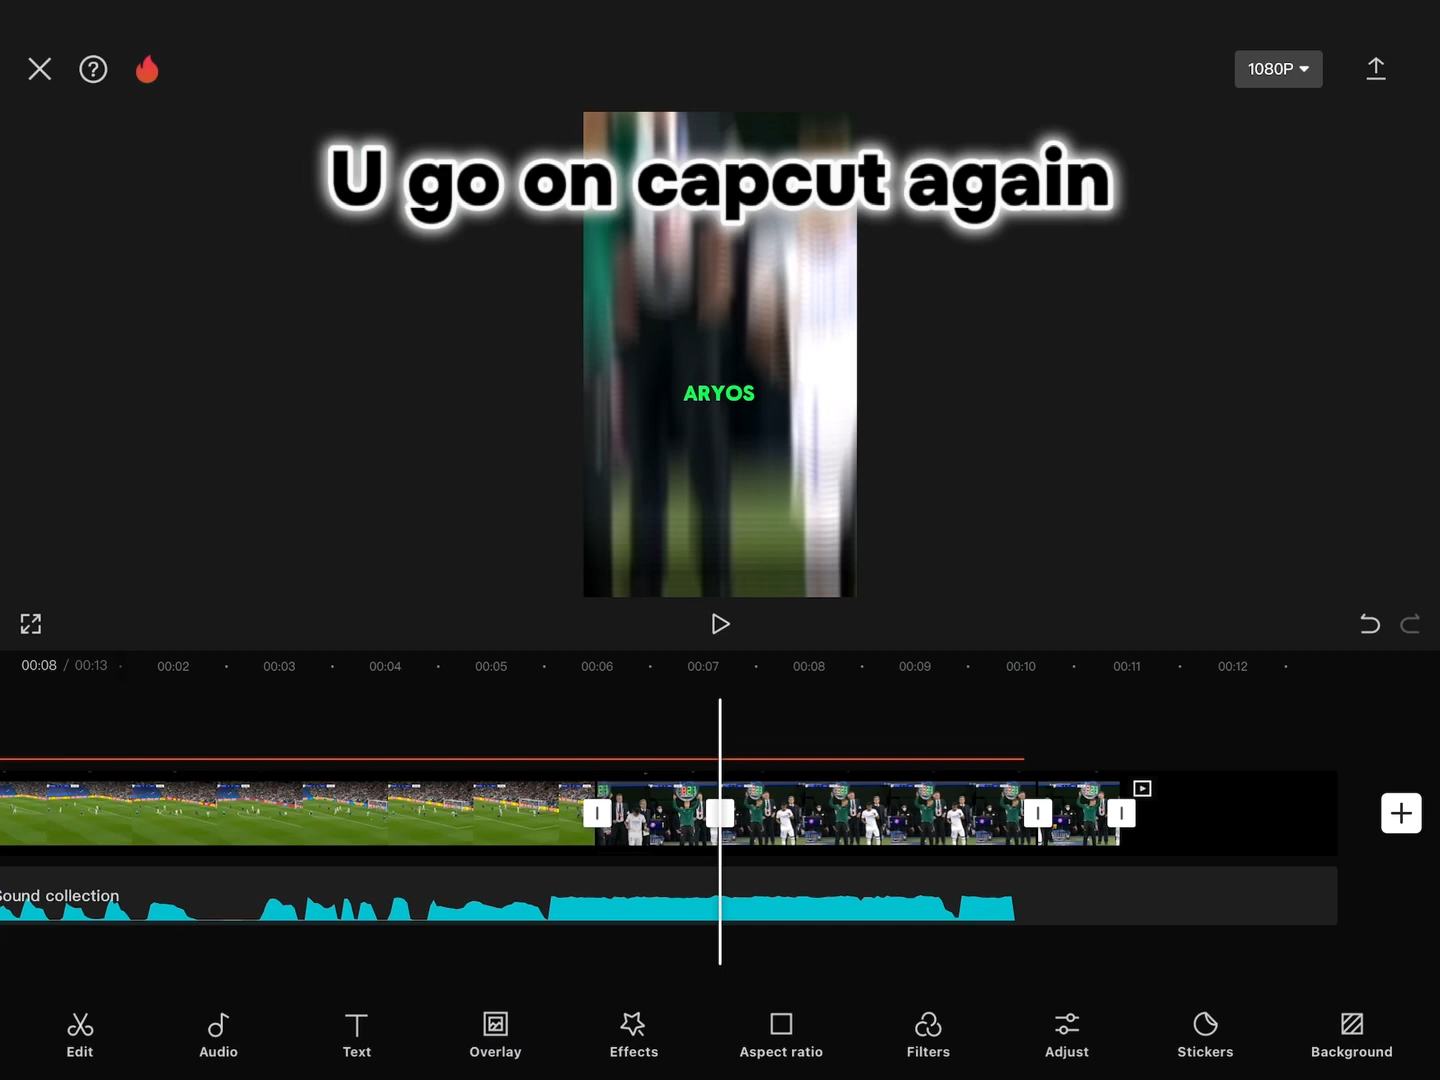 1080P
U go on capcut again
ARYOS
00:08 / 00:13
00:02
00:03
00:04
00:05
00:06
00:07
00:08
00:09
00:10
00:11
00:12
Sound collection
Edit
Audio
Text
Overlay
Effects
Aspect ratio
Filters
Adjust
Stickers
Background